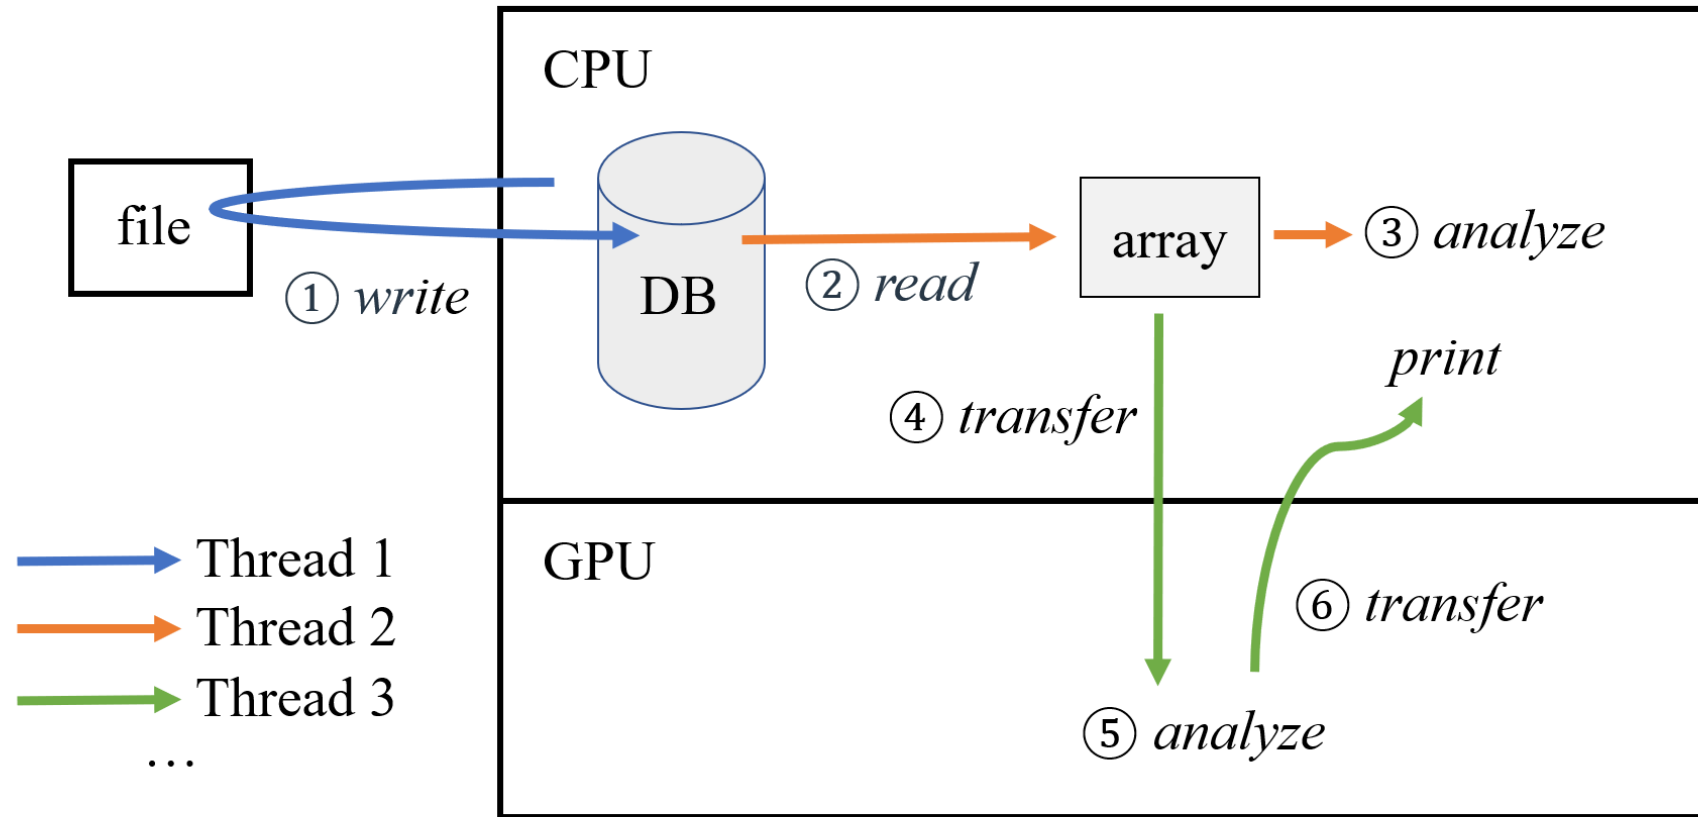 CPU
file
① write
DB
② read
array
③ analyze
print
④ transfer
GPU
Thread 1
Thread 2
Thread 3
…
⑥ transfer
⑤ analyze